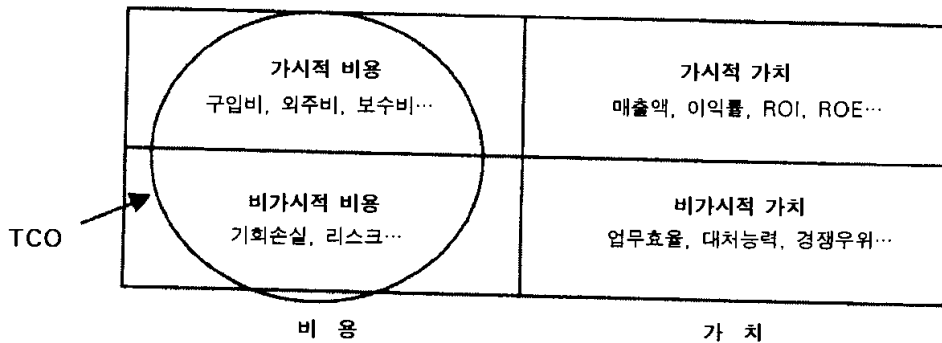 가시적 비용
구입비, 외주비, 보수비…
가시적 가치
매출액, 이익률, ROI, ROE…
비가시적 비용
기회손실, 리스크…
비가시적 가치
업무효율, 대처능력, 경쟁우위…
TCO
비 용
가 치